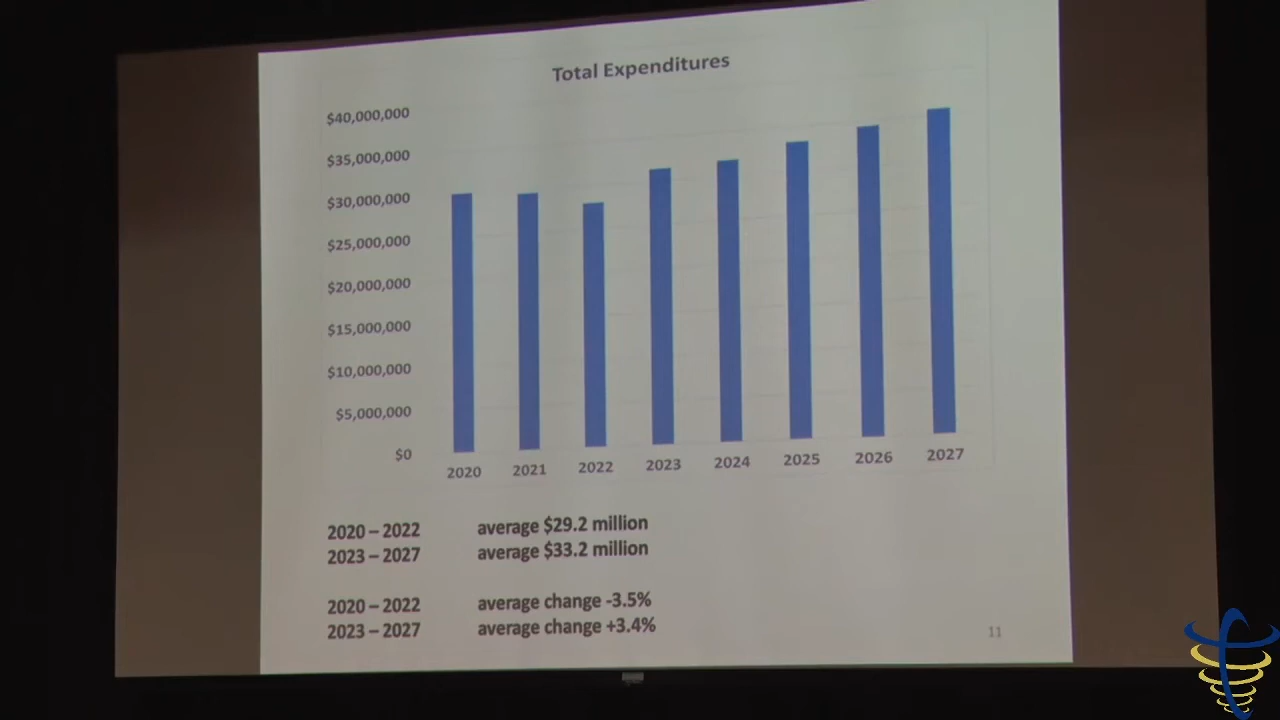 Total Expenditures
$40,000,000
$35,000,000
$30,000,000
$25,000,000
$20,000,000
$15,000,000
$10,000,000
$5,000,000
$0
2020 2021 2022 2023 2024 2025 2026 2027
2020 – 2022 average $29.2 million
2023 – 2027 average $33.2 million
2020 – 2022 average change -3.5%
2023 – 2027 average change +3.4%
11